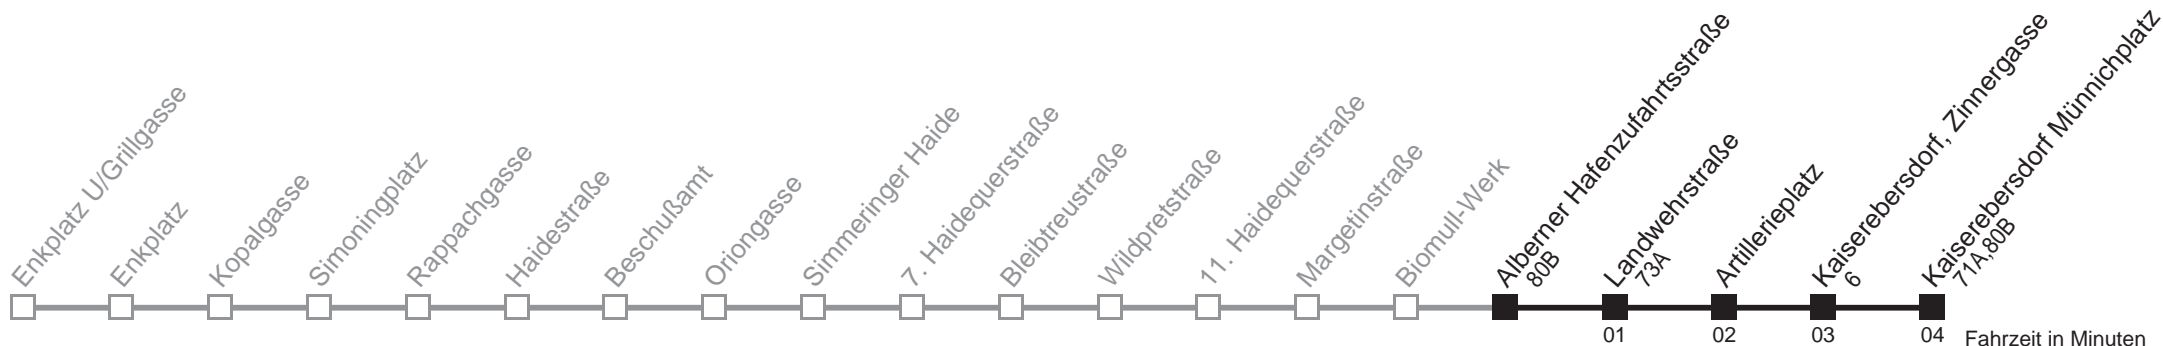 Enkplatz U/Grillgasse
Enkplatz
Kopalgasse
Simoningplatz
Rappachgasse
Haidestraße
Beschußamt
Oriongasse
Simmeringer Haide
7. Haidequerstraße
Bleibtreustraße
Wildpretstraße
11. Haidequerstraße
Margetinstraße
Biomull-Werk
Alberner Hafenzufahrtsstraße
80B
Landwehrstraße
73A
Artillerieplatz
Kaiserebersdorf, Zinnergasse
6
Kaiserebersdorf Münnichplatz
71A,80B
01
02
03
04
Fahrzeit in Minuten